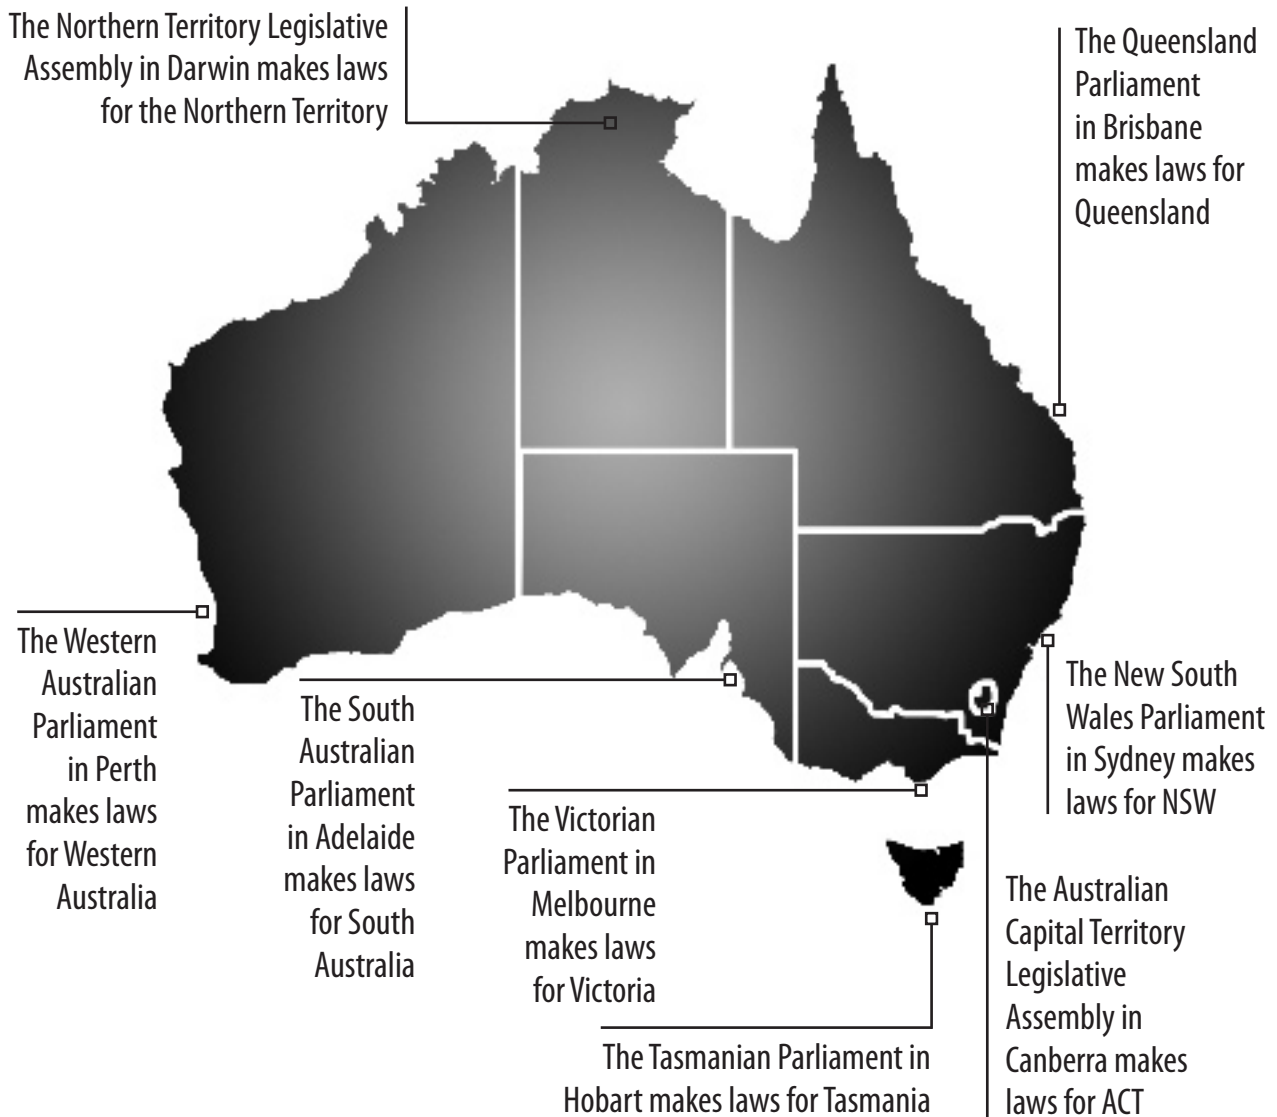 The Northern Territory Legislative
Assembly in Darwin makes laws
for the Northern Territory
The Queensland
Parliament
in Brisbane
makes laws for
Queensland
The Western
Australian
Parliament
in Perth
makes laws
for Western
Australia
The South
Australian
Parliament
in Adelaide
makes laws
for South
Australia
The Victorian
Parliament in
Melbourne
makes laws
for Victoria
The New South
Wales Parliament
in Sydney makes
laws for NSW
The Tasmanian Parliament in
Hobart makes laws for Tasmania
The Australian
Capital Territory
Legislative
Assembly in
Canberra makes
laws for ACT